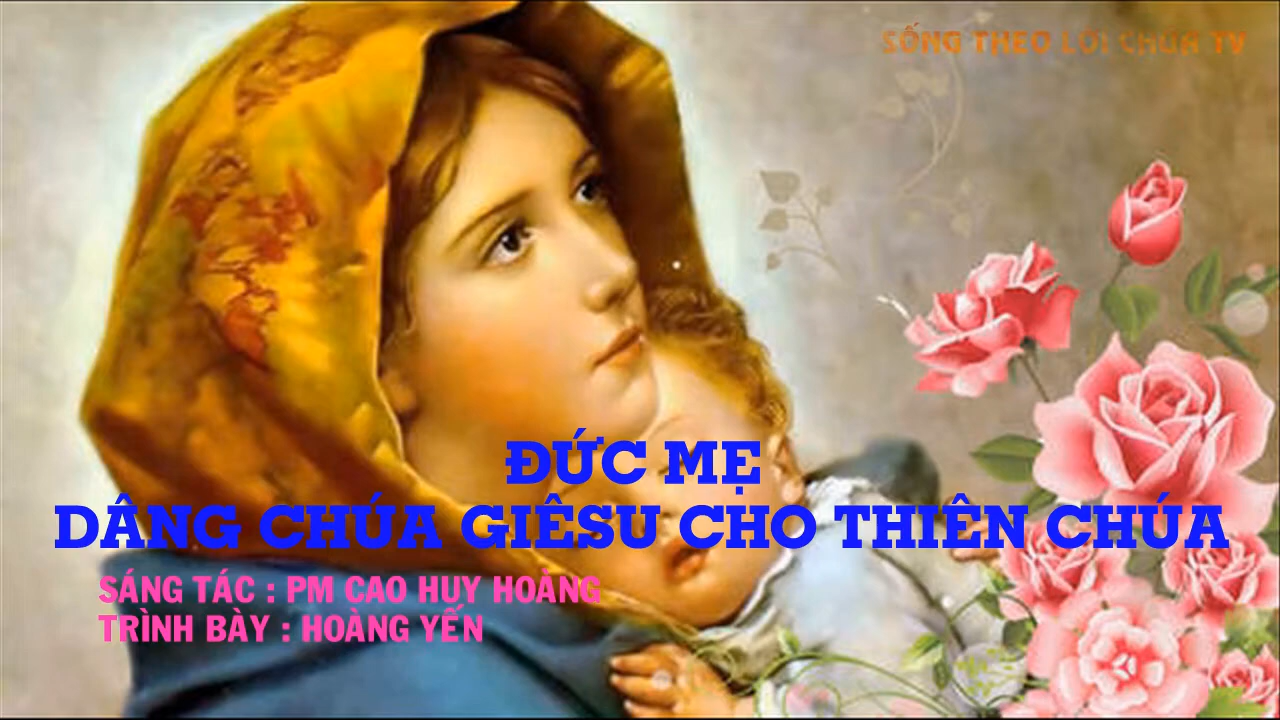 SỐNG THEO LỜI CHÚA TV
ĐỨC MẸ
DÂNG CHÚA GIÊSU CHO THIÊN CHÚA
SÁNG TÁC : PM CAO HUY HOÀNG
TRÌNH BÀY : HOÀNG YẾN